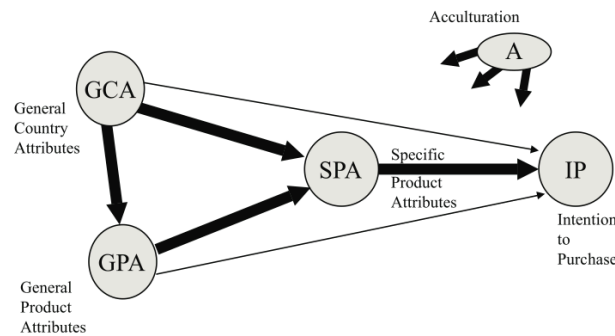 Acculturation
A
GCA
General
Country
Attributes
SPA
Specific
Product
Attributes
IP
Intention
to
Purchase
GPA
General
Product
Attributes